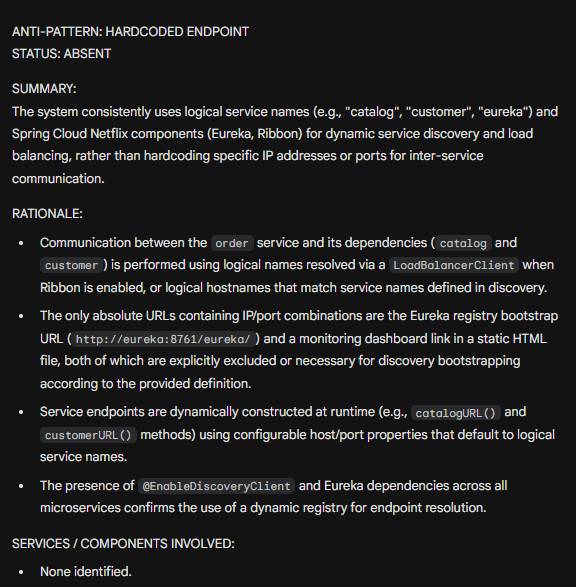 ANTI-PATTERN: HARDCODED ENDPOINT
STATUS: ABSENT
SUMMARY:
The system consistently uses logical service names (e.g., "catalog", "customer", "eureka") and
Spring Cloud Netflix components (Eureka, Ribbon) for dynamic service discovery and load
balancing, rather than hardcoding specific IP addresses or ports for inter-service
communication.
RATIONALE:
• Communication between the order service and its dependencies ( catalog and
customer ) is performed using logical names resolved via a LoadBalancerClient when
Ribbon is enabled, or logical hostnames that match service names defined in discovery.
• The only absolute URLs containing IP/port combinations are the Eureka registry bootstrap
URL ( http://eureka:8761/eureka/ ) and a monitoring dashboard link in a static HTML
file, both of which are explicitly excluded or necessary for discovery bootstrapping
according to the provided definition.
• Service endpoints are dynamically constructed at runtime (e.g., catalogURL() and
customerURL() methods) using configurable host/port properties that default to logical
service names.
• The presence of @EnableDiscoveryClient and Eureka dependencies across all
microservices confirms the use of a dynamic registry for endpoint resolution.
SERVICES / COMPONENTS INVOLVED:
• None identified.